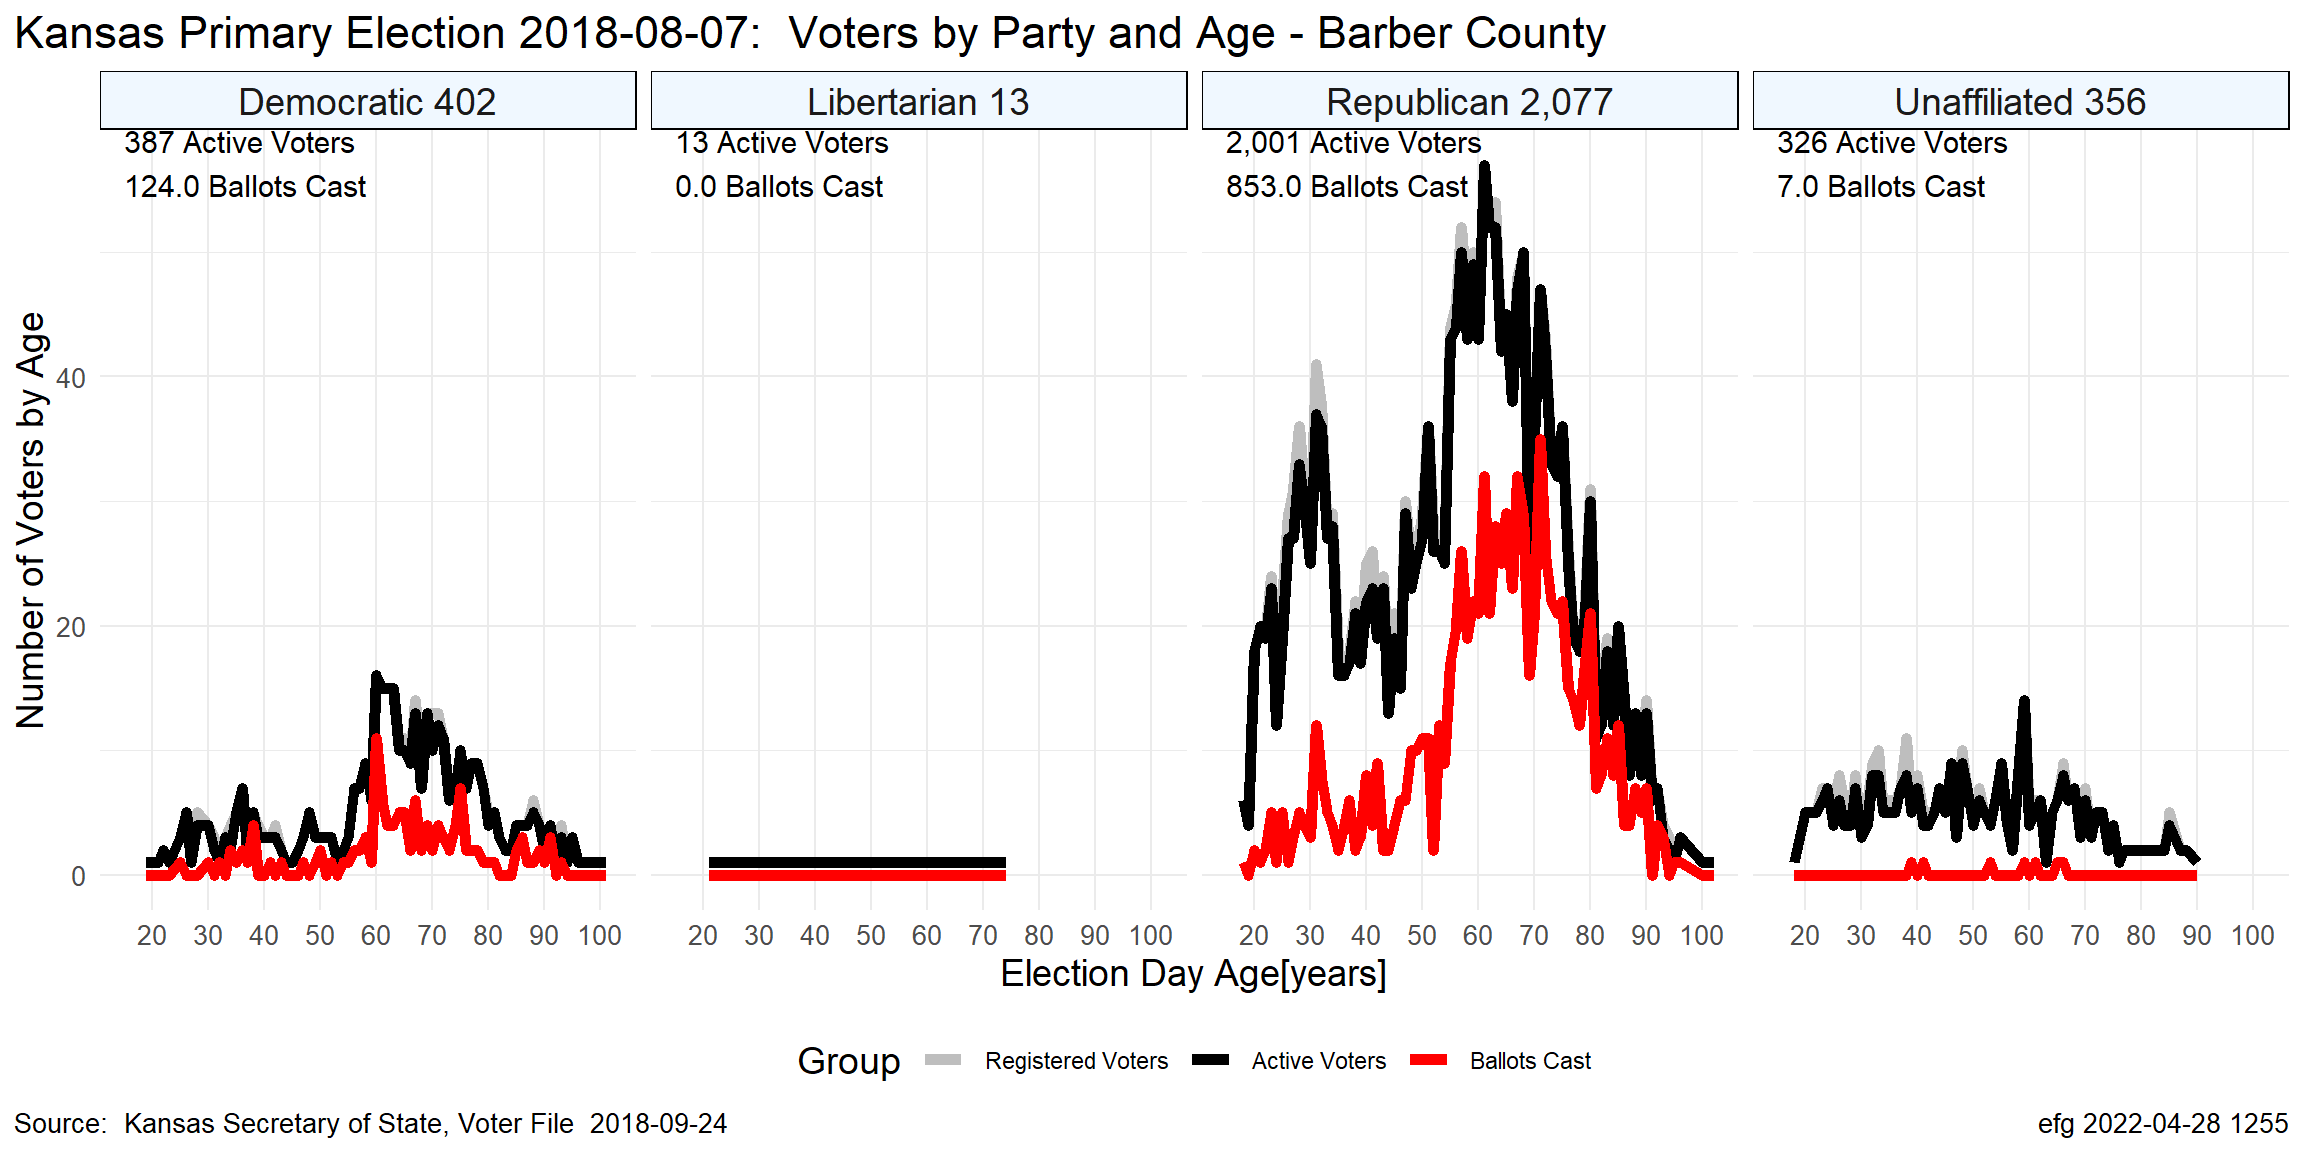 Kansas Primary Election 2018-08-07:  Voters by Party and Age - Barber County
Democratic 402
Libertarian 13
Republican 2,077
Unaffiliated 356
387 Active Voters
124.0 Ballots Cast
13 Active Voters
0.0 Ballots Cast
2,001 Active Voters
853.0 Ballots Cast
326 Active Voters
7.0 Ballots Cast
Number of Voters by Age
40
20
0
20 30 40 50 60 70 80 90 100
20 30 40 50 60 70 80 90 100
20 30 40 50 60 70 80 90 100
20 30 40 50 60 70 80 90 100
Election Day Age[years]
Group Registered Voters Active Voters Ballots Cast
Source:  Kansas Secretary of State, Voter File  2018-09-24
efg 2022-04-28 1255